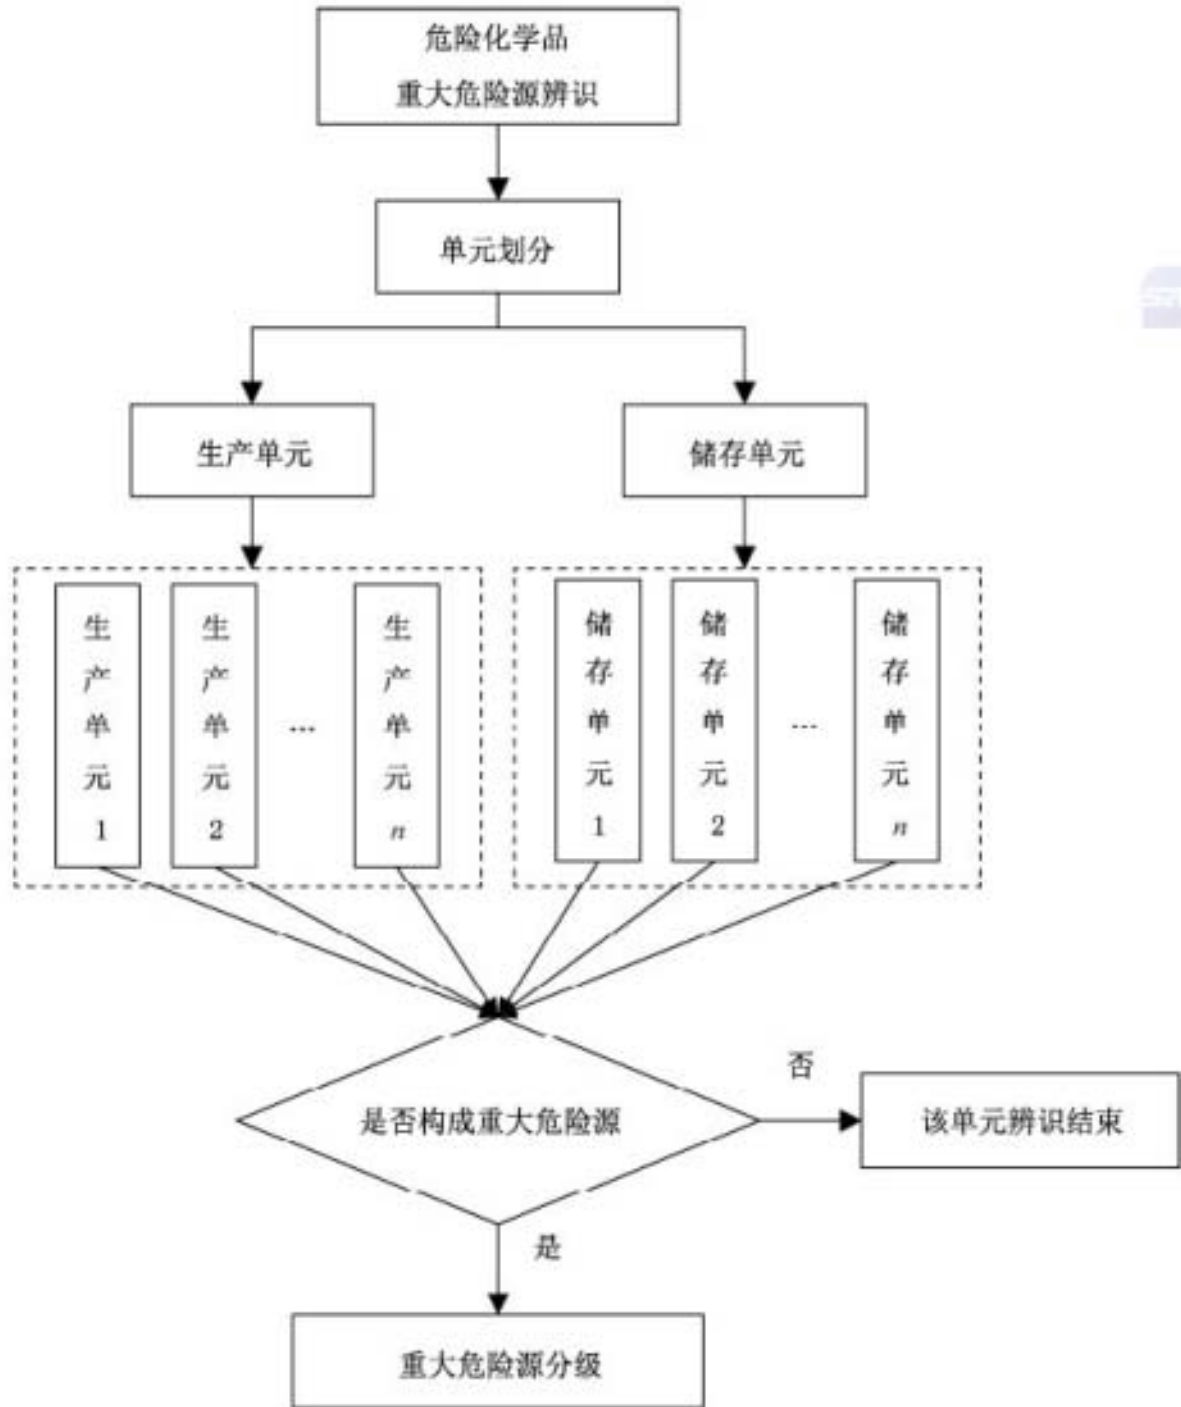 危险化学品
重大危险源辨识
单元划分
生产单元
储存单元
生产单元1
生产单元2
...
生产单元n
储存单元1
储存单元2
...
储存单元n
是否构成重大危险源
否
该单元辨识结束
是
重大危险源分级